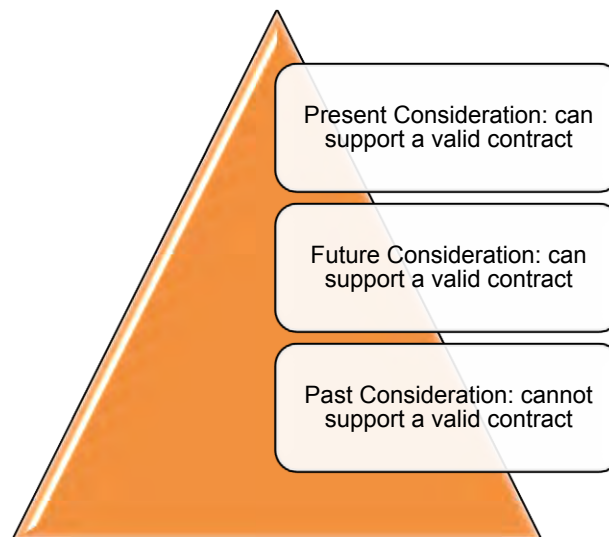 Present Consideration: can
support a valid contract
Future Consideration: can
support a valid contract
Past Consideration: cannot
support a valid contract